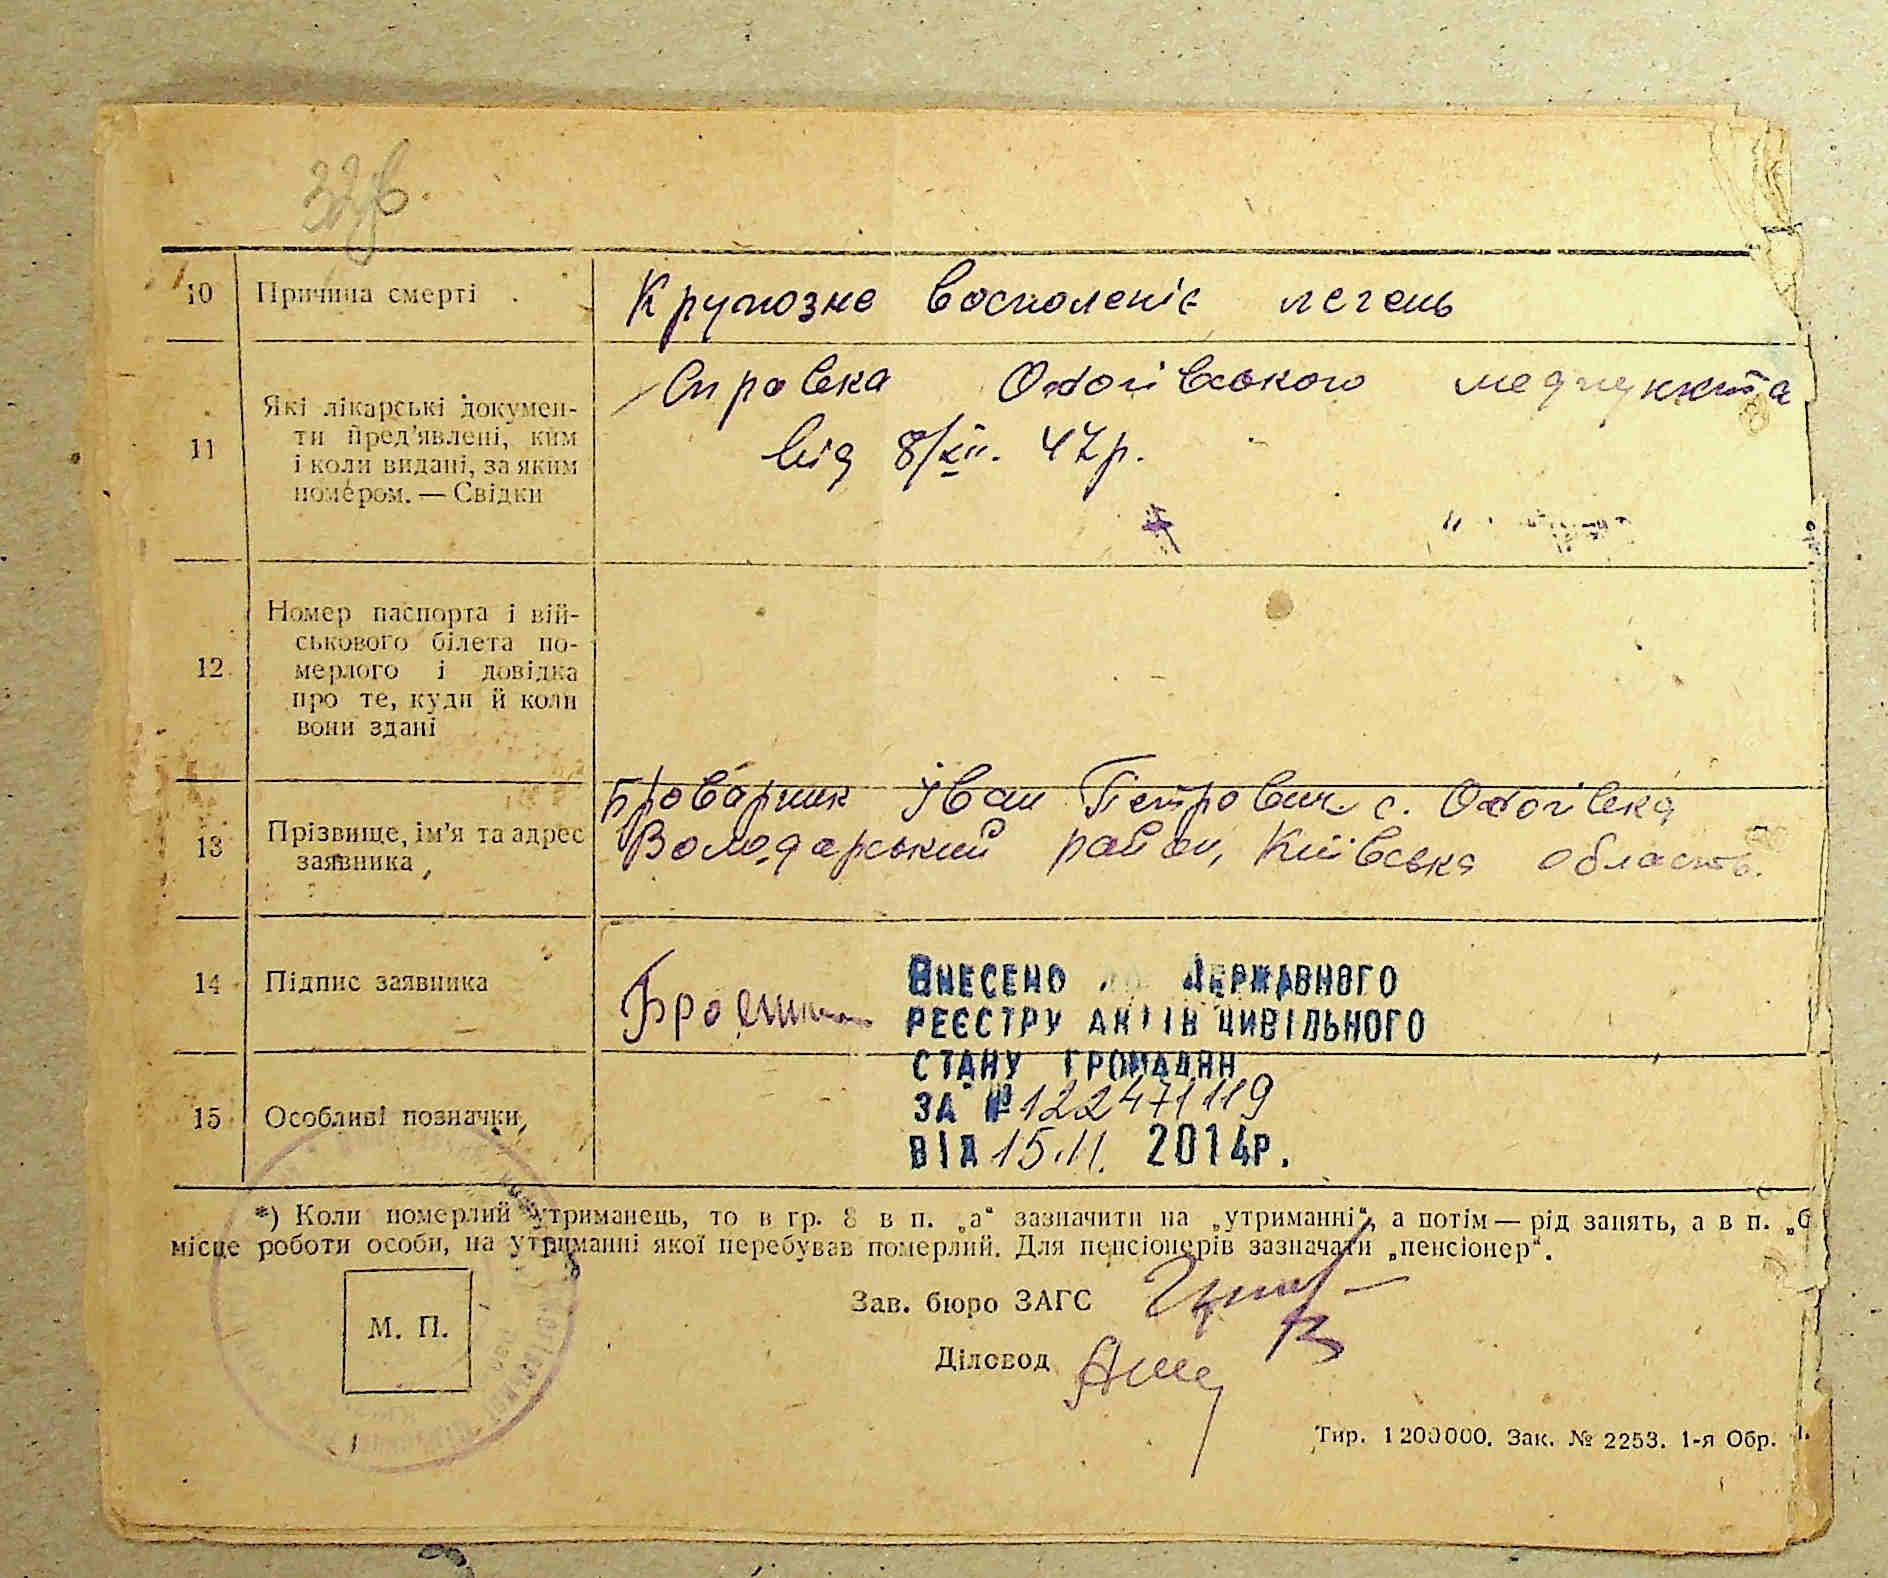 10 Причина смерті Крупозне восполеніє легень
11 Які лікарські докумен-
ти пред'явлені, ким
і коли видані, за яким
номером. — Свідки
Справка Ожогівського медпункта
від 8/XII. 47р.
12 Номер паспорта і вій-
ськового білета по-
мерлого і довідка
про те, куди й коли
вони здані
13 Прізвище, ім'я та адрес
заявника
Броварник Іван Петрович с. Ожогівка
Володарський район, Київська область.
14 Підпис заявника
15 Особливі позначки
ВНЕСЕНО ДО ДЕРЖАВНОГО
РЕЄСТРУ АКТІВ ЦИВІЛЬНОГО
СТАНУ ГРОМАДЯН
ЗА № 122471119
ВІД 15.11. 2014р.
*) Коли померлий утриманець, то в гр. 8 в п. „а" зазначити на „утриманні", а потім — рід занять, а в п. „б
місце роботи особи, на утриманні якої перебував померлий. Для пенсіонерів зазначати „пенсіонер".
М. П.
Зав. бюро ЗАГС
Діловод
Тир. 1200000. Зак. № 2253. 1-я Обр.